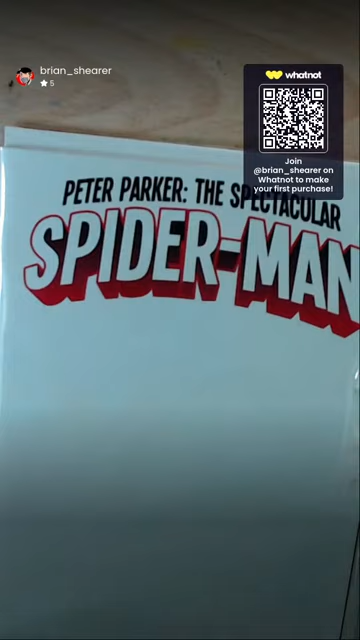 brian_shearer
5
whatnot
Join
@brian_shearer on
Whatnot to make
your first purchase!
PETER PARKER: THE SPECTACULAR
SPIDER-MAN